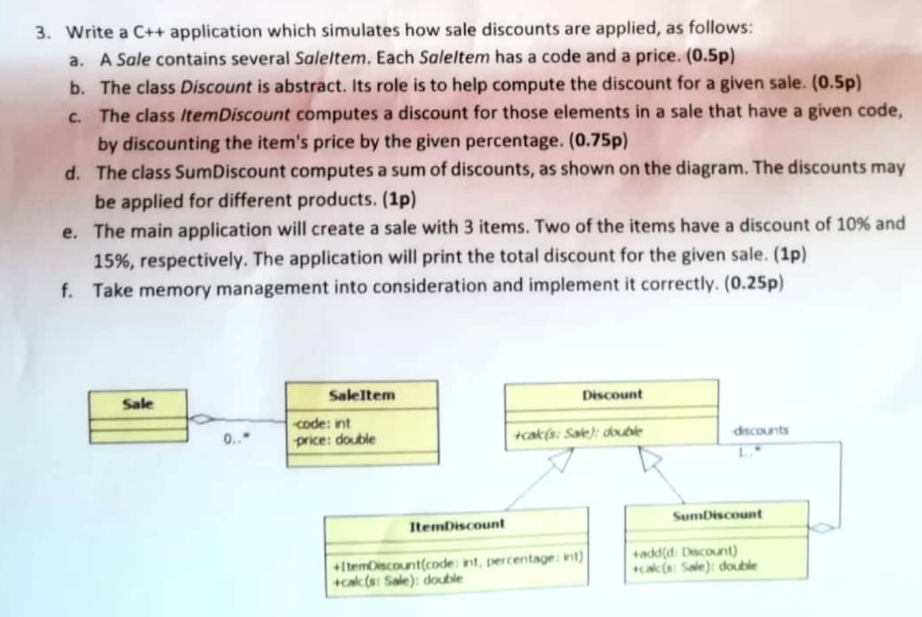 3. Write a C++ application which simulates how sale discounts are applied, as follows:
a. A Sale contains several SaleItem. Each SaleItem has a code and a price. (0.5p)
b. The class Discount is abstract. Its role is to help compute the discount for a given sale. (0.5p)
c. The class ItemDiscount computes a discount for those elements in a sale that have a given code,
by discounting the item's price by the given percentage. (0.75p)
d. The class SumDiscount computes a sum of discounts, as shown on the diagram. The discounts may
be applied for different products. (1p)
e. The main application will create a sale with 3 items. Two of the items have a discount of 10% and
15%, respectively. The application will print the total discount for the given sale. (1p)
f. Take memory management into consideration and implement it correctly. (0.25p)
Sale
0..*
SaleItem
-code: int
-price: double
Discount
+calc(s: Sale): double
-discounts
1..*
ItemDiscount
+ItemDiscount(code: int, percentage: int)
+calc(s: Sale): double
SumDiscount
+add(d: Discount)
+calc(s: Sale): double